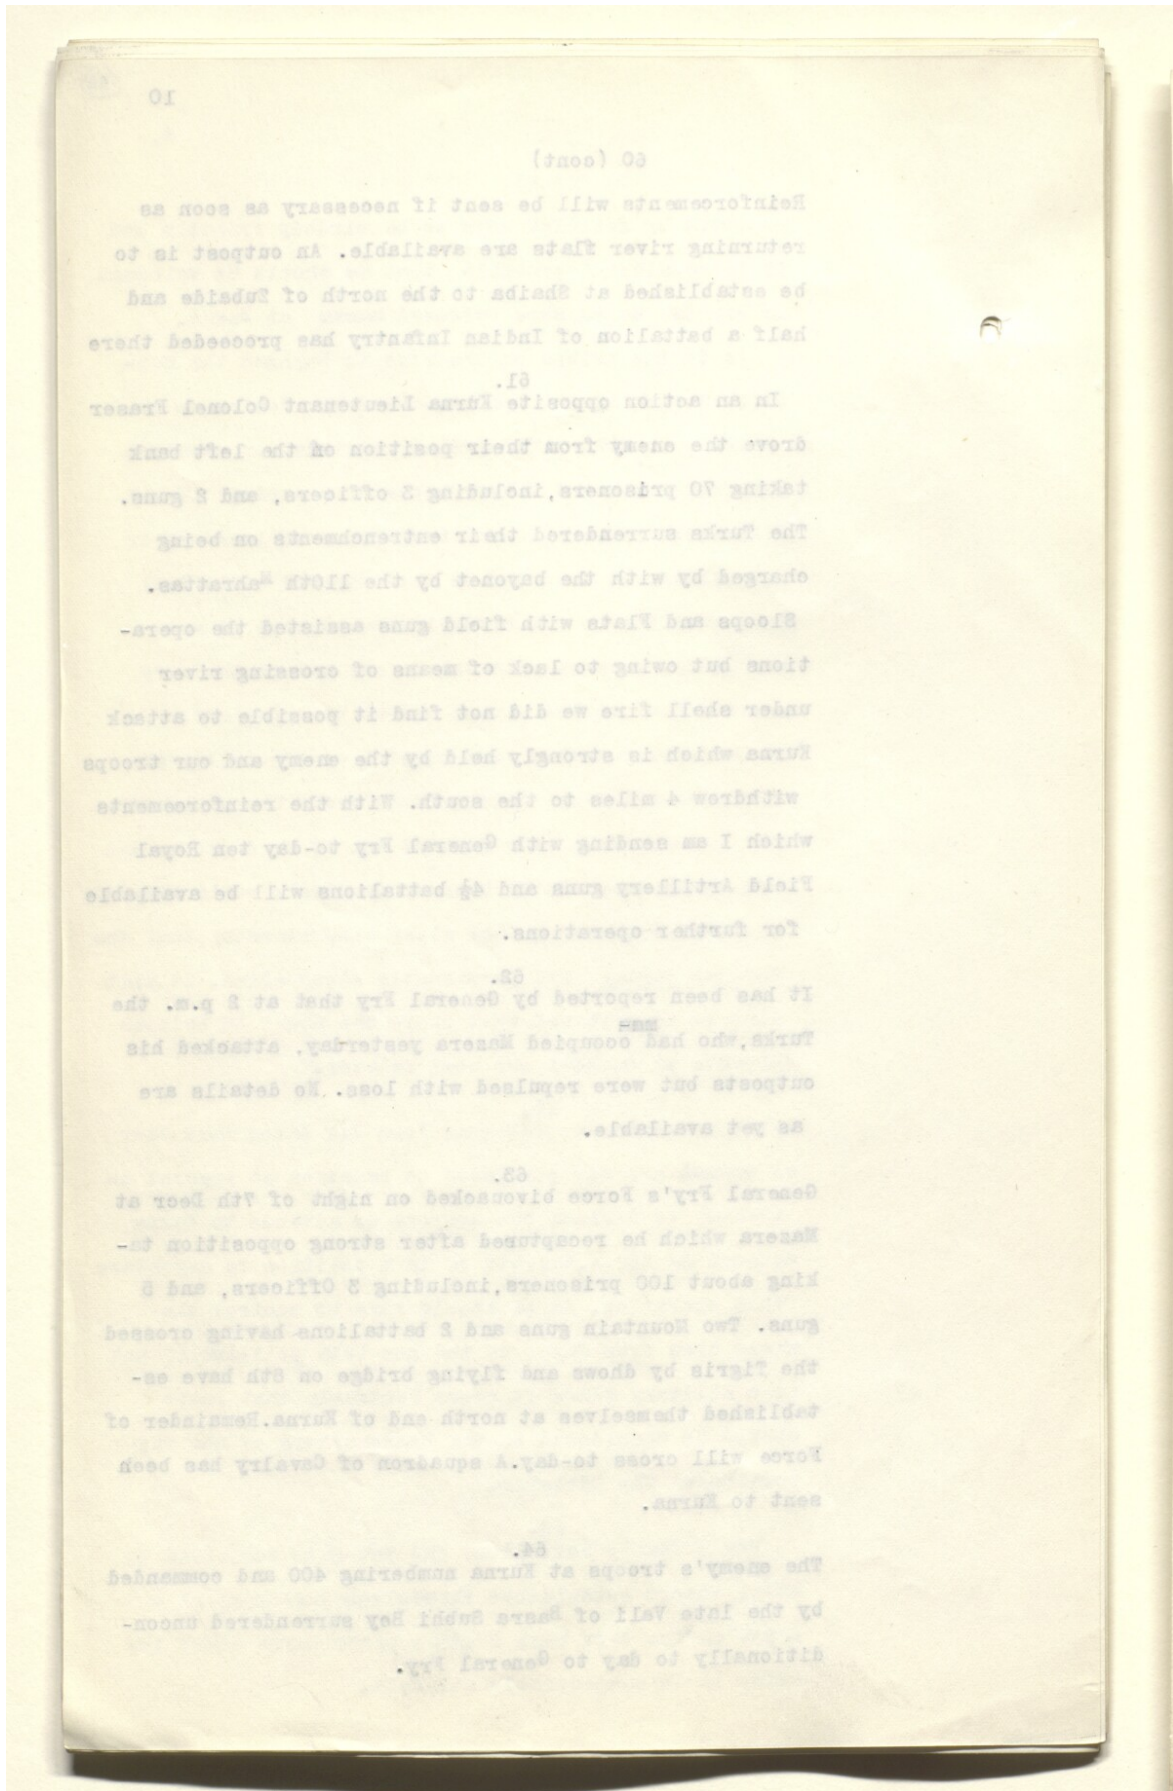 10
60 (cont)
Reinforcements will be sent if necessary as soon as
returning river flats are available. An outpost is to
be established at Shaiba to the north of Zubaide and
half a battalion of Indian Infantry has proceeded there
61.
In an action opposite Kurna Lieutenant Colonel Frazer
drove the enemy from their position on the left bank
taking 70 prisoners,including 3 officers, and 2 guns.
The Turks surrendered their entrenchments on being
charged by with the bayonet by the 110th Mahrattas.
Sloops and Flats with field guns assisted the opera-
tions but owing to lack of means of crossing river
under shell fire we did not find it possible to attack
Kurna which is strongly held by the enemy and our troops
withdrew 4 miles to the south. With the reinforcements
which I am sending with General Fry to-day ten Royal
Field Artillery guns and 4½ battalions will be available
for further operations.
62.
It has been reported by General Fry that at 2 p.m. the
Turks,who had occupied Mazera yesterday, attacked his
outposts but were repulsed with loss. No details are
as yet available.
63.
General Fry's Force bivouacked on night of 7th Decr at
Mazera which he recaptured after strong opposition ta-
king about 100 prisoners,including 3 Officers, and 5
guns. Two Mountain guns and 2 battalions having crossed
the Tigris by dhows and flying bridge on 8th have es-
tablished themselves at north end of Kurna.Remainder of
Force will cross to-day.A squadron of Cavalry has been
sent to Kurna.
64.
The enemy's troops at Kurna numbering 400 and commanded
by the late Vali of Basra Subhi Bey surrendered uncon-
ditionally to day to General Fry.